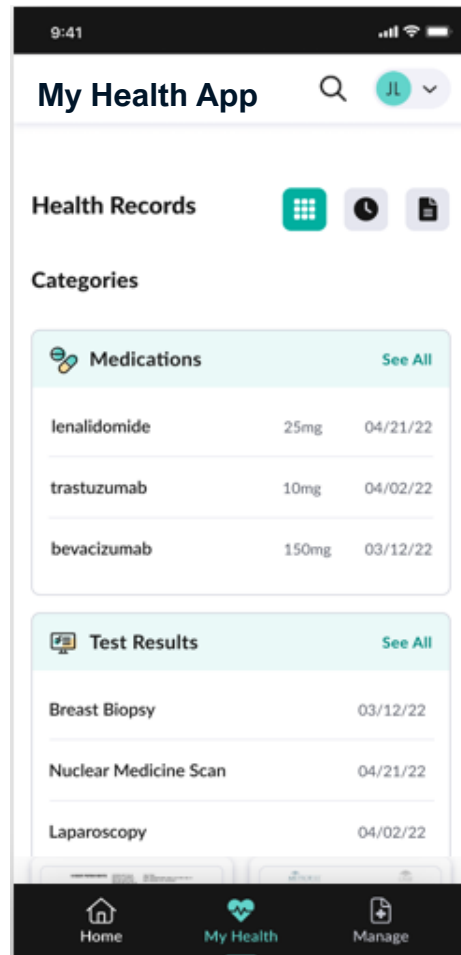 9:41
My Health App JL
Health Records
Categories
Medications See All
lenalidomide 25mg 04/21/22
trastuzumab 10mg 04/02/22
bevacizumab 150mg 03/12/22
Test Results See All
Breast Biopsy 03/12/22
Nuclear Medicine Scan 04/21/22
Laparoscopy 04/02/22
Home My Health Manage